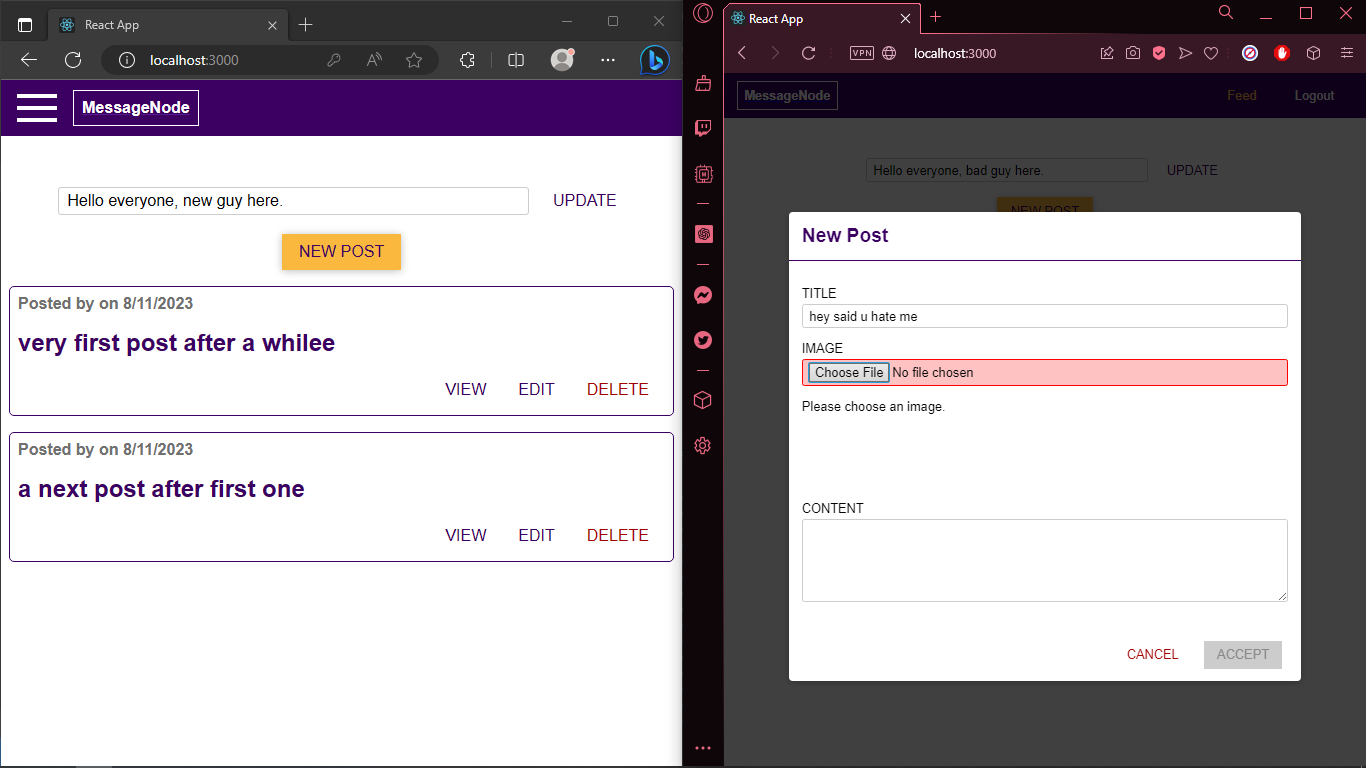 React App
localhost:3000
MessageNode
Hello everyone, new guy here.
UPDATE
NEW POST
Posted by on 8/11/2023
very first post after a whilee
VIEW EDIT DELETE
Posted by on 8/11/2023
a next post after first one
VIEW EDIT DELETE
React App
VPN localhost:3000
MessageNode Feed Logout
Hello everyone, bad guy here. UPDATE
NEW POST
New Post
TITLE
hey said u hate me
IMAGE
Choose File No file chosen
Please choose an image.
CONTENT
CANCEL ACCEPT